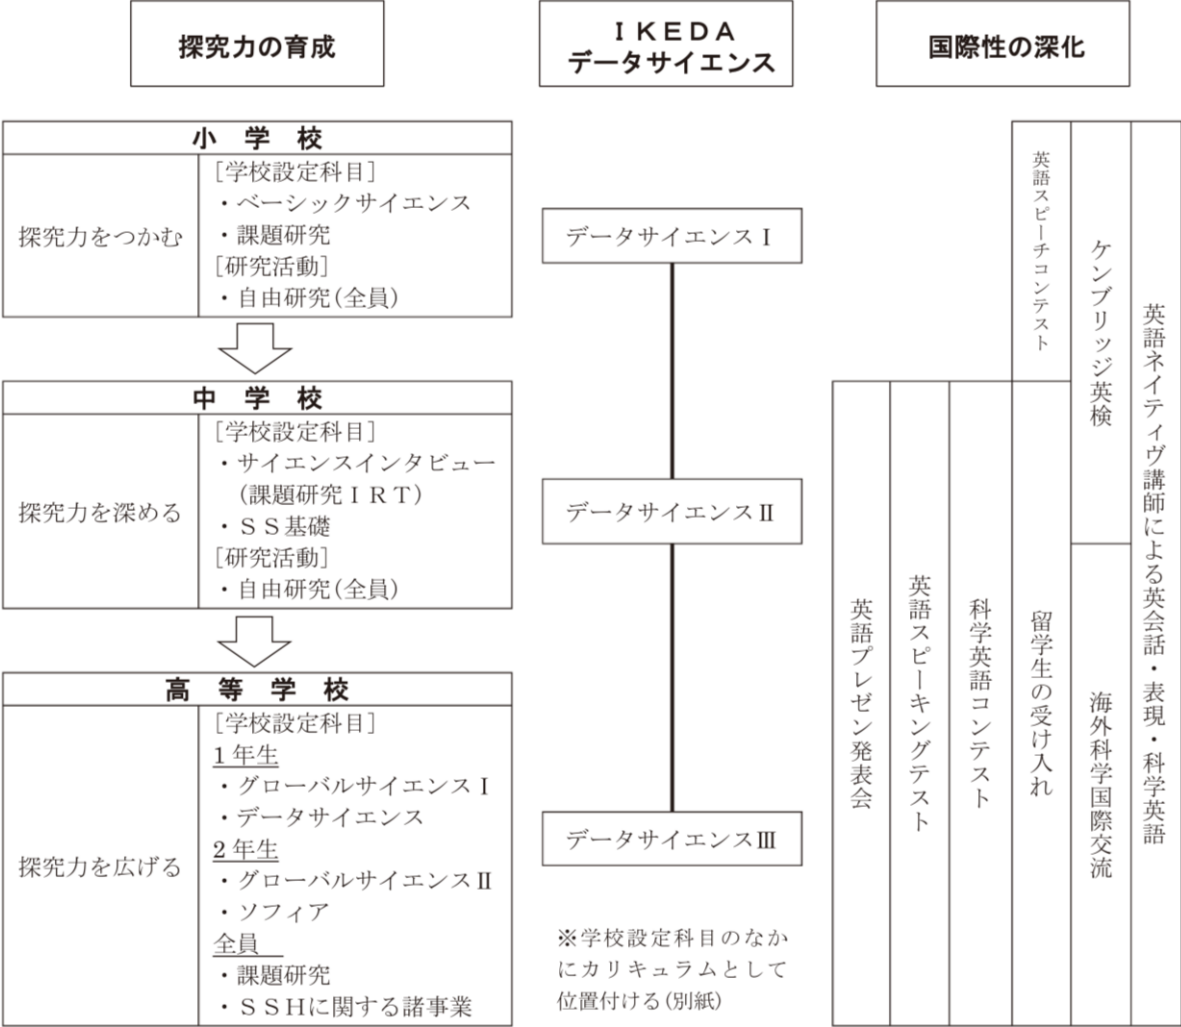 探究力の育成
ＩＫＥＤＡ
データサイエンス
国際性の深化
小学校
探究力をつかむ
［学校設定科目］
・ベーシックサイエンス
・課題研究
［研究活動］
・自由研究(全員)
中学校
探究力を深める
［学校設定科目］
・サイエンスインタビュー
(課題研究ＩＲＴ)
・ＳＳ基礎
［研究活動］
・自由研究(全員)
高等学校
探究力を広げる
［学校設定科目］
1年生
・グローバルサイエンスⅠ
・データサイエンス
2年生
・グローバルサイエンスⅡ
・ソフィア
全員
・課題研究
・ＳＳＨに関する諸事業
データサイエンスⅠ
データサイエンスⅡ
データサイエンスⅢ
※学校設定科目のなか
にカリキュラムとして
位置付ける(別紙)
英語ネイティヴ講師による英会話・表現・科学英語
ケンブリッジ英検
海外科学国際交流
英語スピーチコンテスト
留学生の受け入れ
科学英語コンテスト
英語スピーキングテスト
英語プレゼン発表会